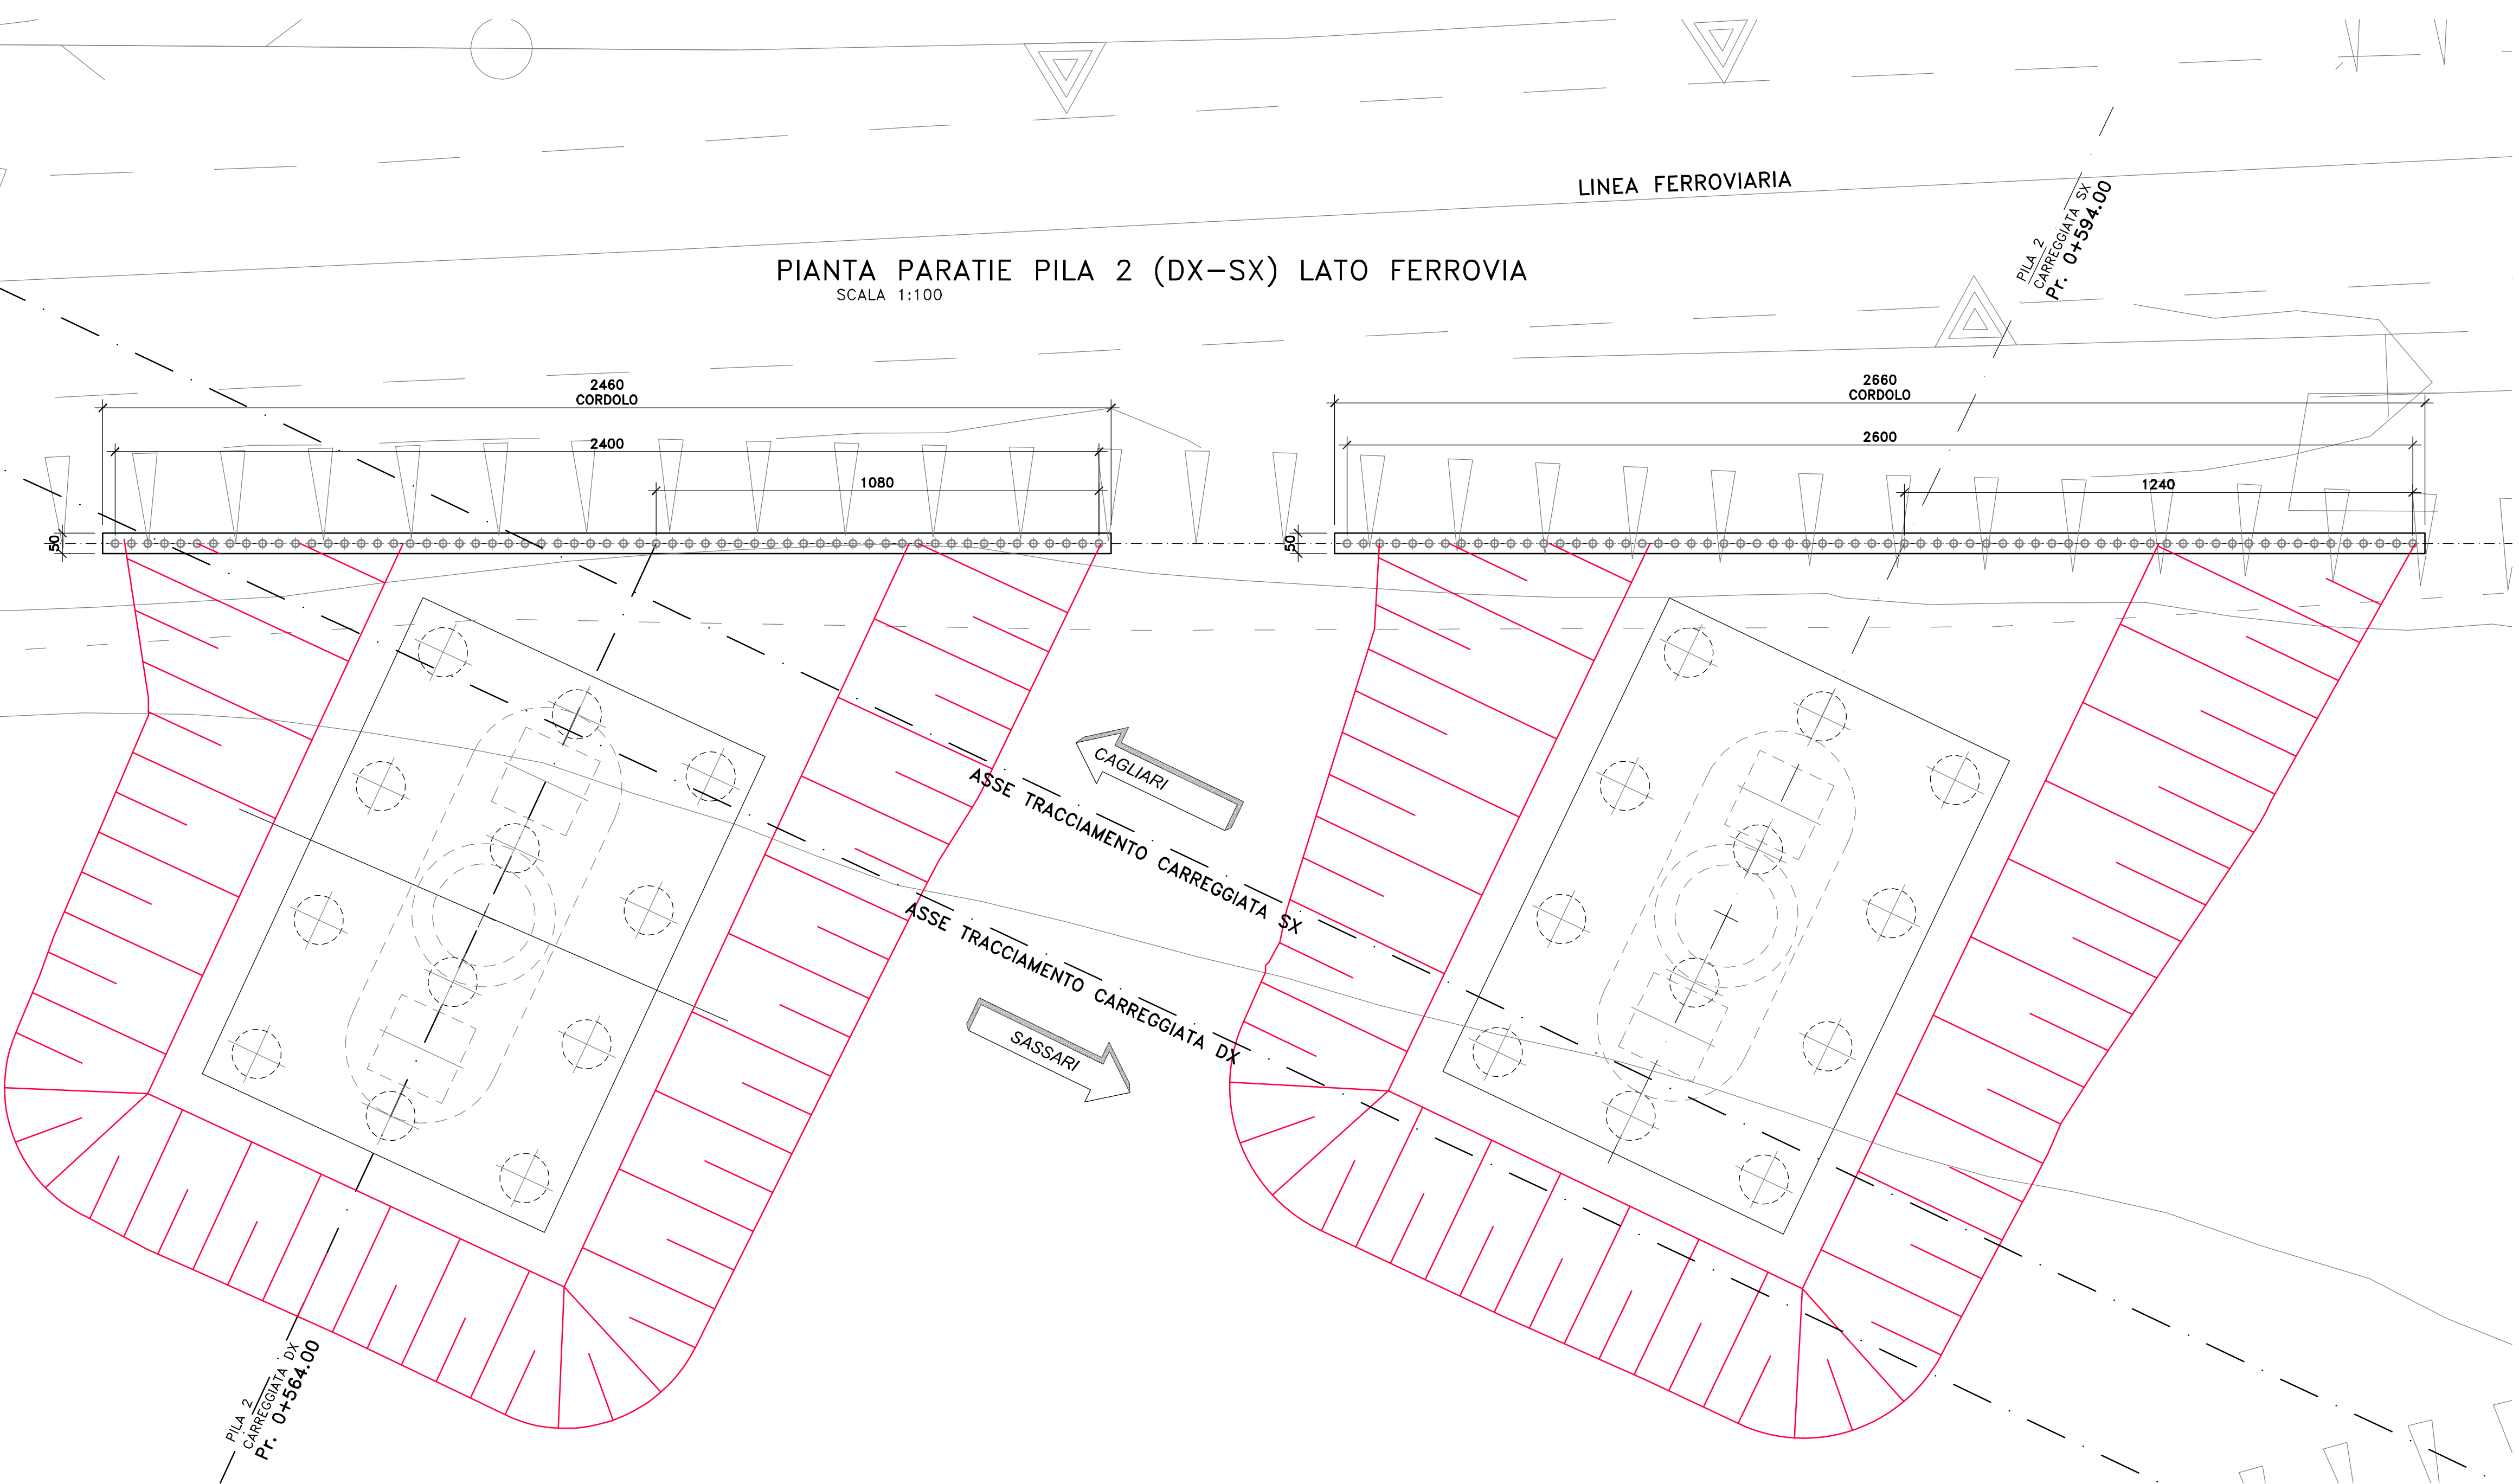 LINEA FERROVIARIA
PILA 2
CARREGGIATA SX
Pr. 0+594.00
PIANTA PARATIE PILA 2 (DX-SX) LATO FERROVIA
SCALA 1:100
2460
CORDOLO
2660
CORDOLO
2400
2600
1080
1240
50
50
CAGLIARI
ASSE TRACCIAMENTO CARREGGIATA SX
ASSE TRACCIAMENTO CARREGGIATA DX
SASSARI
PILA 2
CARREGGIATA DX
Pr. 0+564.00